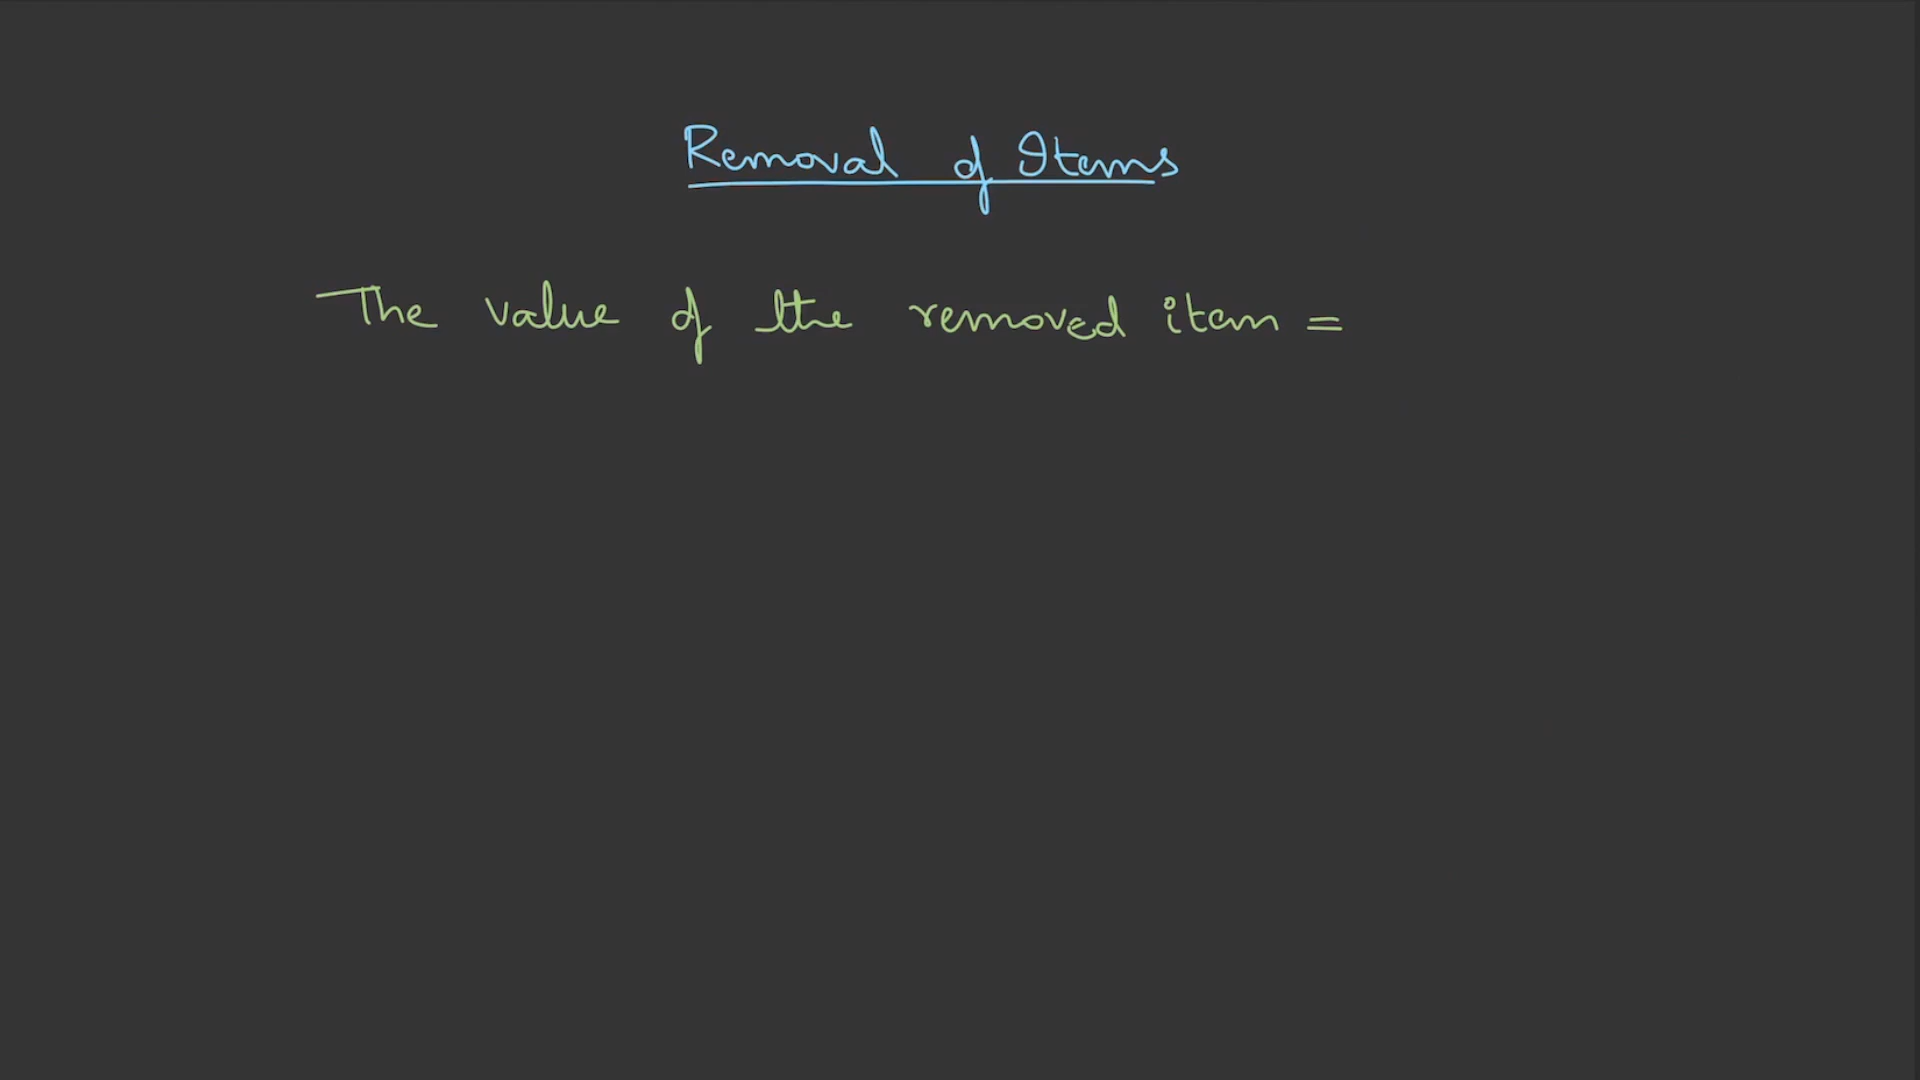 Removal of Items
The value of the removed item =